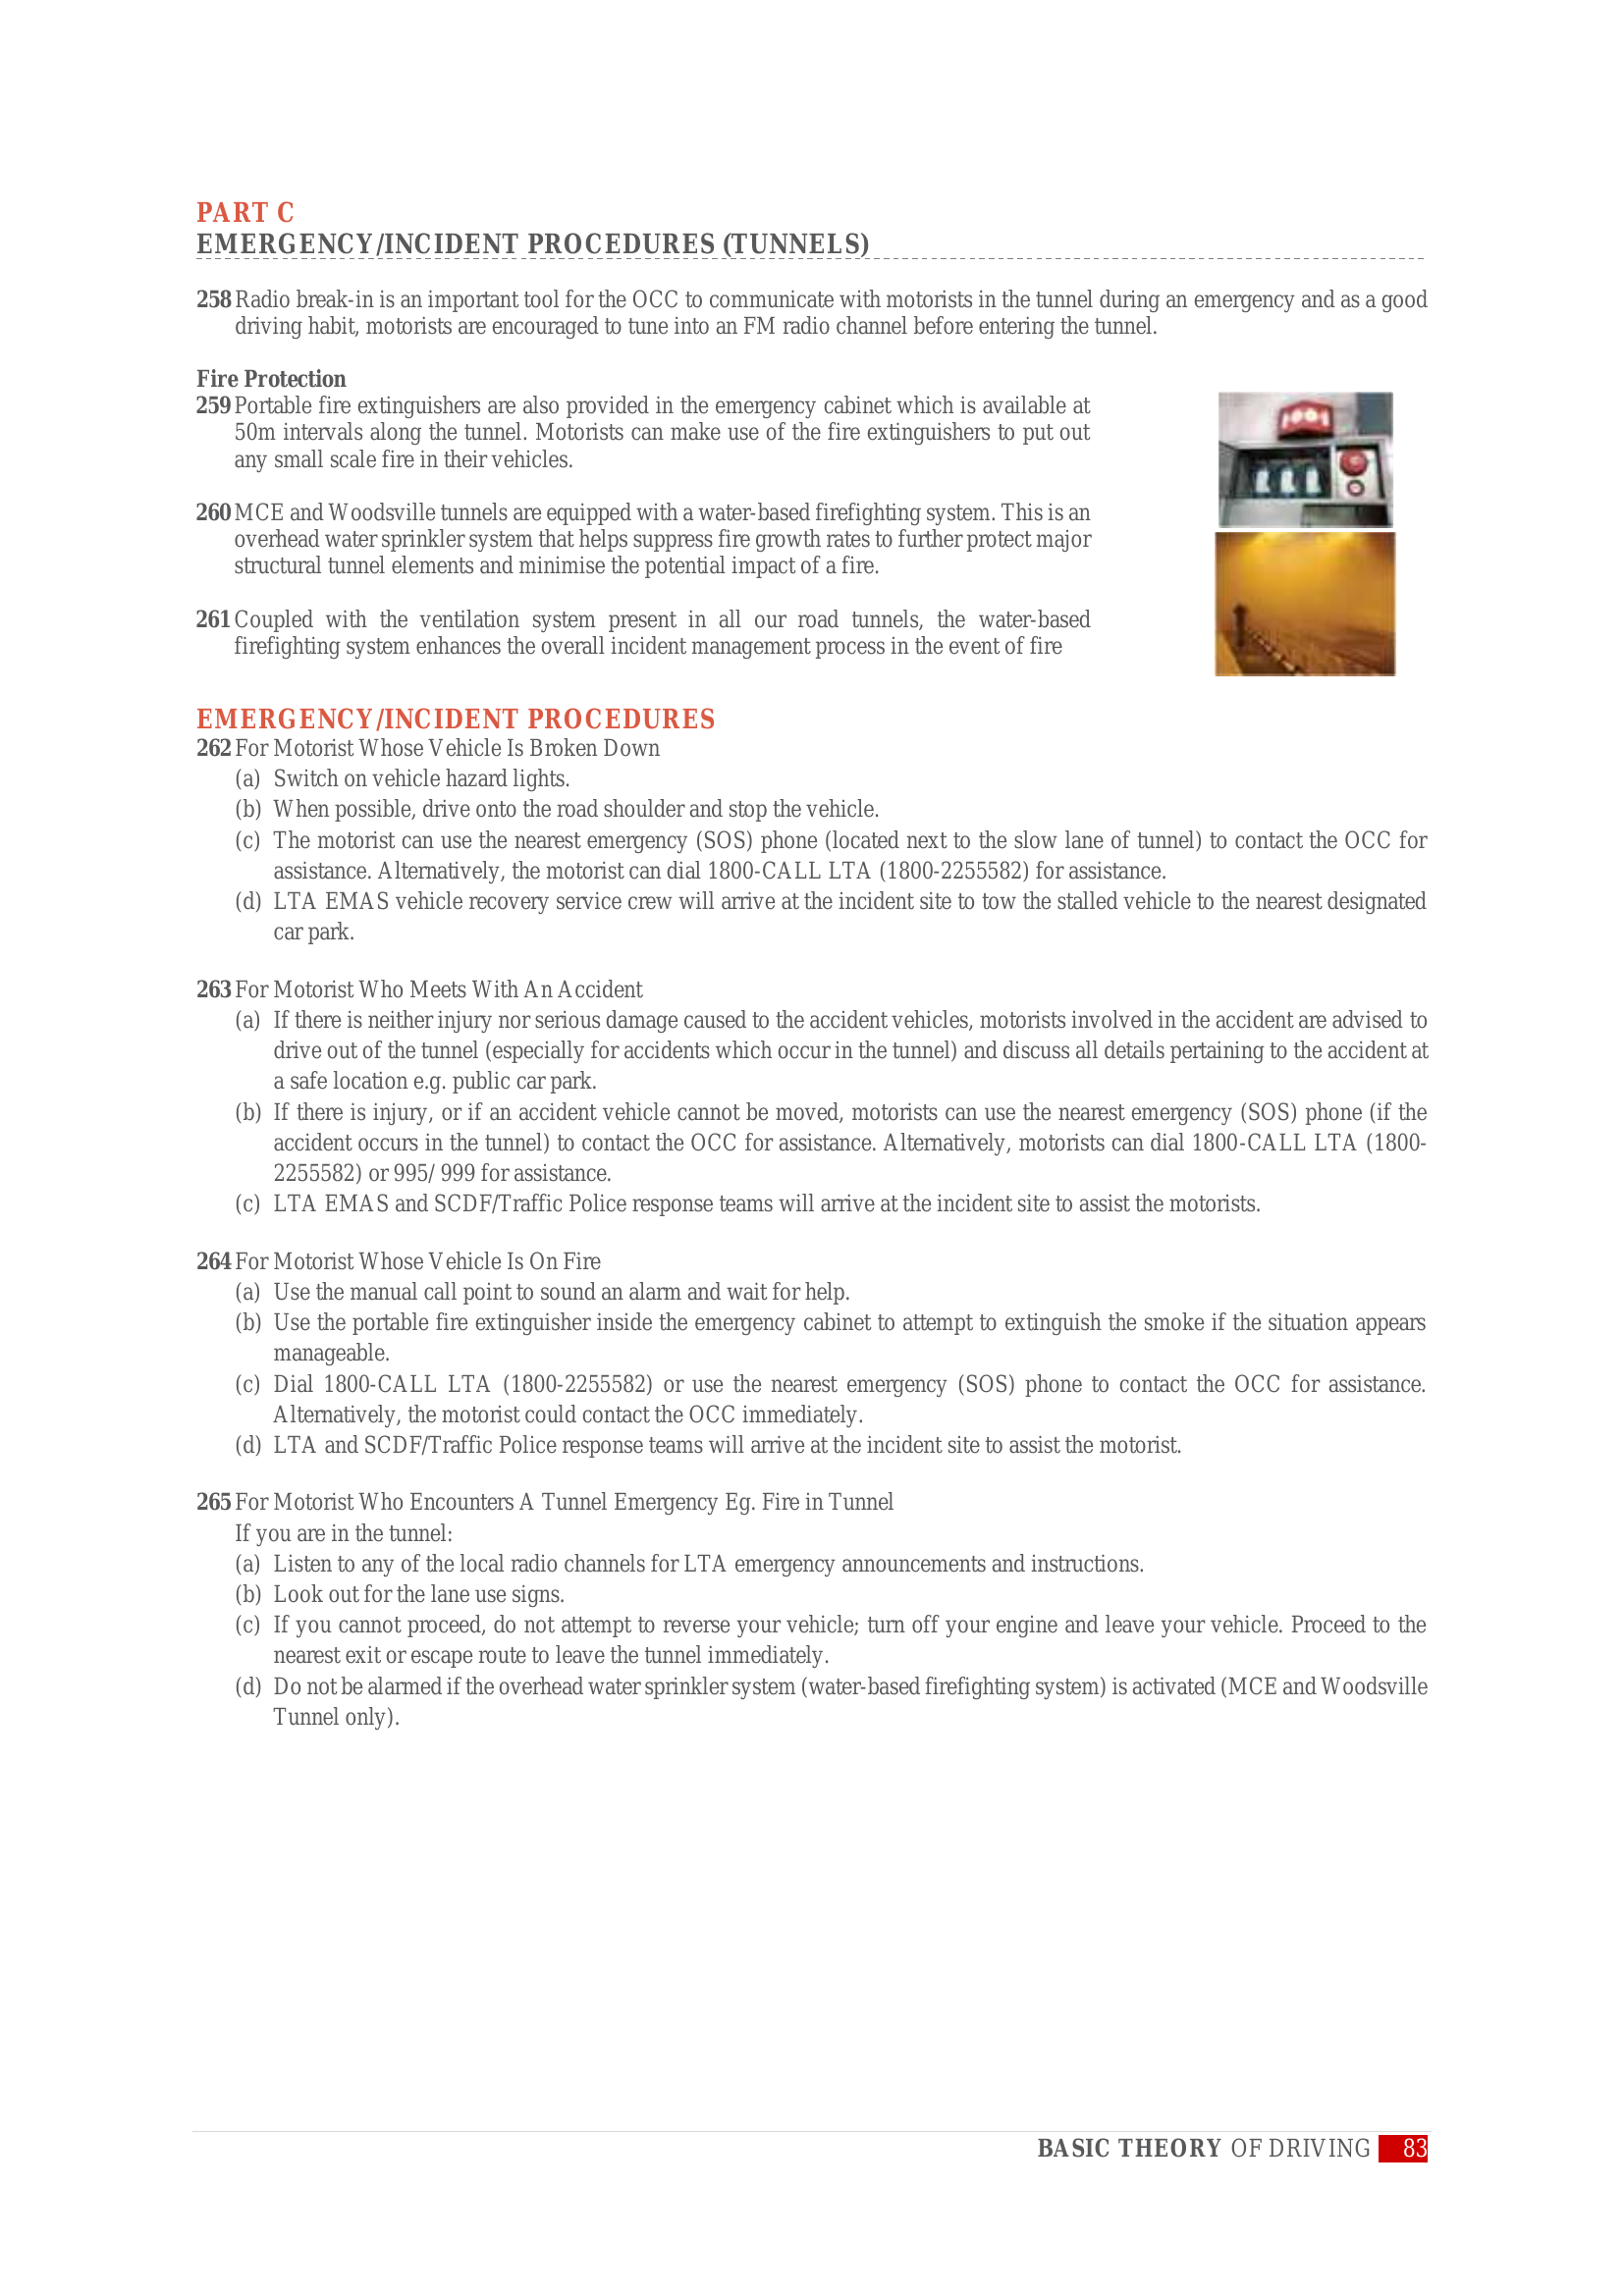 PART C
EMERGENCY/INCIDENT PROCEDURES (TUNNELS)
258 Radio break-in is an important tool for the OCC to communicate with motorists in the tunnel during an emergency and as a good
driving habit, motorists are encouraged to tune into an FM radio channel before entering the tunnel.
Fire Protection
259 Portable fire extinguishers are also provided in the emergency cabinet which is available at
50m intervals along the tunnel. Motorists can make use of the fire extinguishers to put out
any small scale fire in their vehicles.
260 MCE and Woodsville tunnels are equipped with a water-based firefighting system. This is an
overhead water sprinkler system that helps suppress fire growth rates to further protect major
structural tunnel elements and minimise the potential impact of a fire.
261 Coupled with the ventilation system present in all our road tunnels, the water-based
firefighting system enhances the overall incident management process in the event of fire
EMERGENCY/INCIDENT PROCEDURES
262 For Motorist Whose Vehicle Is Broken Down
(a) Switch on vehicle hazard lights.
(b) When possible, drive onto the road shoulder and stop the vehicle.
(c) The motorist can use the nearest emergency (SOS) phone (located next to the slow lane of tunnel) to contact the OCC for
assistance. Alternatively, the motorist can dial 1800-CALL LTA (1800-2255582) for assistance.
(d) LTA EMAS vehicle recovery service crew will arrive at the incident site to tow the stalled vehicle to the nearest designated
car park.
263 For Motorist Who Meets With An Accident
(a) If there is neither injury nor serious damage caused to the accident vehicles, motorists involved in the accident are advised to
drive out of the tunnel (especially for accidents which occur in the tunnel) and discuss all details pertaining to the accident at
a safe location e.g. public car park.
(b) If there is injury, or if an accident vehicle cannot be moved, motorists can use the nearest emergency (SOS) phone (if the
accident occurs in the tunnel) to contact the OCC for assistance. Alternatively, motorists can dial 1800-CALL LTA (1800-
2255582) or 995/ 999 for assistance.
(c) LTA EMAS and SCDF/Traffic Police response teams will arrive at the incident site to assist the motorists.
264 For Motorist Whose Vehicle Is On Fire
(a) Use the manual call point to sound an alarm and wait for help.
(b) Use the portable fire extinguisher inside the emergency cabinet to attempt to extinguish the smoke if the situation appears
manageable.
(c) Dial 1800-CALL LTA (1800-2255582) or use the nearest emergency (SOS) phone to contact the OCC for assistance.
Alternatively, the motorist could contact the OCC immediately.
(d) LTA and SCDF/Traffic Police response teams will arrive at the incident site to assist the motorist.
265 For Motorist Who Encounters A Tunnel Emergency Eg. Fire in Tunnel
If you are in the tunnel:
(a) Listen to any of the local radio channels for LTA emergency announcements and instructions.
(b) Look out for the lane use signs.
(c) If you cannot proceed, do not attempt to reverse your vehicle; turn off your engine and leave your vehicle. Proceed to the
nearest exit or escape route to leave the tunnel immediately.
(d) Do not be alarmed if the overhead water sprinkler system (water-based firefighting system) is activated (MCE and Woodsville
Tunnel only).
BASIC THEORY OF DRIVING 83